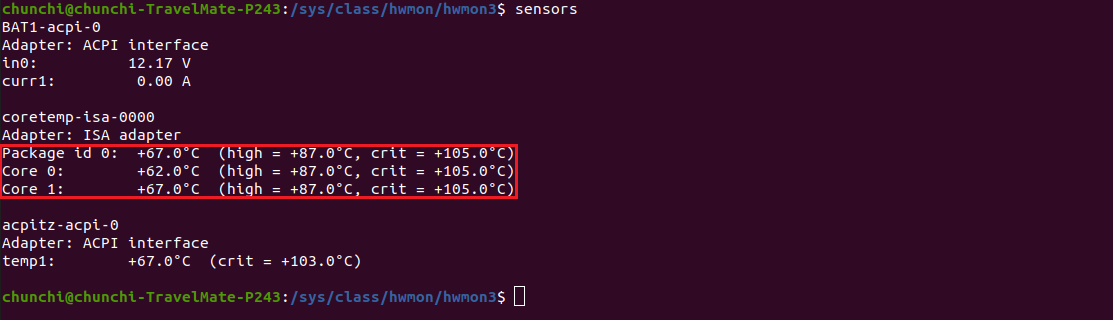 chunchi@chunchi-TravelMate-P243:/sys/class/hwmon/hwmon3$ sensors
BAT1-acpi-0
Adapter: ACPI interface
in0:          12.17 V
curr1:         0.00 A
coretemp-isa-0000
Adapter: ISA adapter
Package id 0:  +67.0°C  (high = +87.0°C, crit = +105.0°C)
Core 0:        +62.0°C  (high = +87.0°C, crit = +105.0°C)
Core 1:        +67.0°C  (high = +87.0°C, crit = +105.0°C)
acpitz-acpi-0
Adapter: ACPI interface
temp1:        +67.0°C  (crit = +103.0°C)
chunchi@chunchi-TravelMate-P243:/sys/class/hwmon/hwmon3$